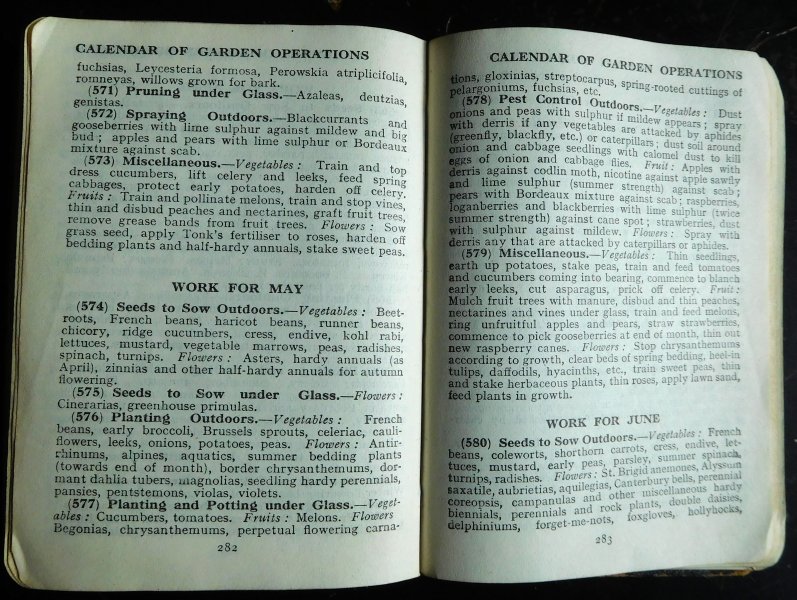 CALENDAR OF GARDEN OPERATIONS
fuchsias, Leycesteria formosa, Perowskia atriplicifolia,
romneyas, willows grown for bark.
(571) Pruning under Glass.—Azaleas, deutzias,
genistas.
(572) Spraying Outdoors.—Blackcurrants and
gooseberries with lime sulphur against mildew and big
bud; apples and pears with lime sulphur or Bordeaux
mixture against scab.
(573) Miscellaneous.—Vegetables: Train and top
dress cucumbers, lift celery and leeks, feed spring
cabbages, protect early potatoes, harden off celery.
Fruits: Train and pollinate melons, train and stop vines,
thin and disbud peaches and nectarines, graft fruit trees,
remove grease bands from fruit trees. Flowers: Sow
grass seed, apply Tonk's fertiliser to roses, harden off
bedding plants and half-hardy annuals, stake sweet peas.
WORK FOR MAY
(574) Seeds to Sow Outdoors.—Vegetables: Beet-
roots, French beans, haricot beans, runner beans,
chicory, ridge cucumbers, cress, endive, kohl rabi,
lettuces, mustard, vegetable marrows, peas, radishes,
spinach, turnips. Flowers: Asters, hardy annuals (as
April), zinnias and other half-hardy annuals for autumn
flowering.
(575) Seeds to Sow under Glass.—Flowers:
Cinerarias, greenhouse primulas.
(576) Planting Outdoors.—Vegetables: French
beans, early broccoli, Brussels sprouts, celeriac, cauli-
flowers, leeks, onions, potatoes, peas. Flowers: Antir-
rhinums, alpines, aquatics, summer bedding plants
(towards end of month), border chrysanthemums, dor-
mant dahlia tubers, magnolias, seedling hardy perennials,
pansies, pentstemons, violas, violets.
(577) Planting and Potting under Glass.—Veget-
ables: Cucumbers, tomatoes. Fruits: Melons. Flowers
Begonias, chrysanthemums, perpetual flowering carna-
282
CALENDAR OF GARDEN OPERATIONS
tions, gloxinias, streptocarpus, spring-rooted cuttings of
pelargoniums, fuchsias, etc.
(578) Pest Control Outdoors.—Vegetables: Dust
onions and peas with sulphur if mildew appears; spray
with derris if any vegetables are attacked by aphides
(greenfly, blackfly, etc.) or caterpillars; dust soil around
onion and cabbage seedlings with calomel dust to kill
eggs of onion and cabbage flies. Fruit: Apples with
derris against codlin moth, nicotine against apple sawfly
and lime sulphur (summer strength) against scab;
pears with Bordeaux mixture against scab; raspberries,
loganberries and blackberries with lime sulphur (twice
summer strength) against cane spot; strawberries, dust
with sulphur against mildew. Flowers: Spray with
derris any that are attacked by caterpillars or aphides.
(579) Miscellaneous.—Vegetables: Thin seedlings,
earth up potatoes, stake peas, train and feed tomatoes
and cucumbers coming into bearing, commence to blanch
early leeks, cut asparagus, prick off celery. Fruit:
Mulch fruit trees with manure, disbud and thin peaches,
nectarines and vines under glass, train and feed melons,
ring unfruitful apples and pears, straw strawberries,
commence to pick gooseberries at end of month, thin out
new raspberry canes. Flowers: Stop chrysanthemums
according to growth, clear beds of spring bedding, heel-in
tulips, daffodils, hyacinths, etc., train sweet peas, thin
and stake herbaceous plants, thin roses, apply lawn sand,
feed plants in growth.
WORK FOR JUNE
(580) Seeds to Sow Outdoors.—Vegetables: French
beans, coleworts, shorthorn carrots, cress, endive, let-
tuces, mustard, early peas, parsley, summer spinach,
turnips, radishes. Flowers: St. Brigid anemones, Alyssum
saxatile, aubrietias, aquilegias, Canterbury bells, perennial
coreopsis, campanulas and other miscellaneous hardy
biennials, perennials and rock plants, double daisies,
delphiniums, forget-me-nots, foxgloves, hollyhocks,
283